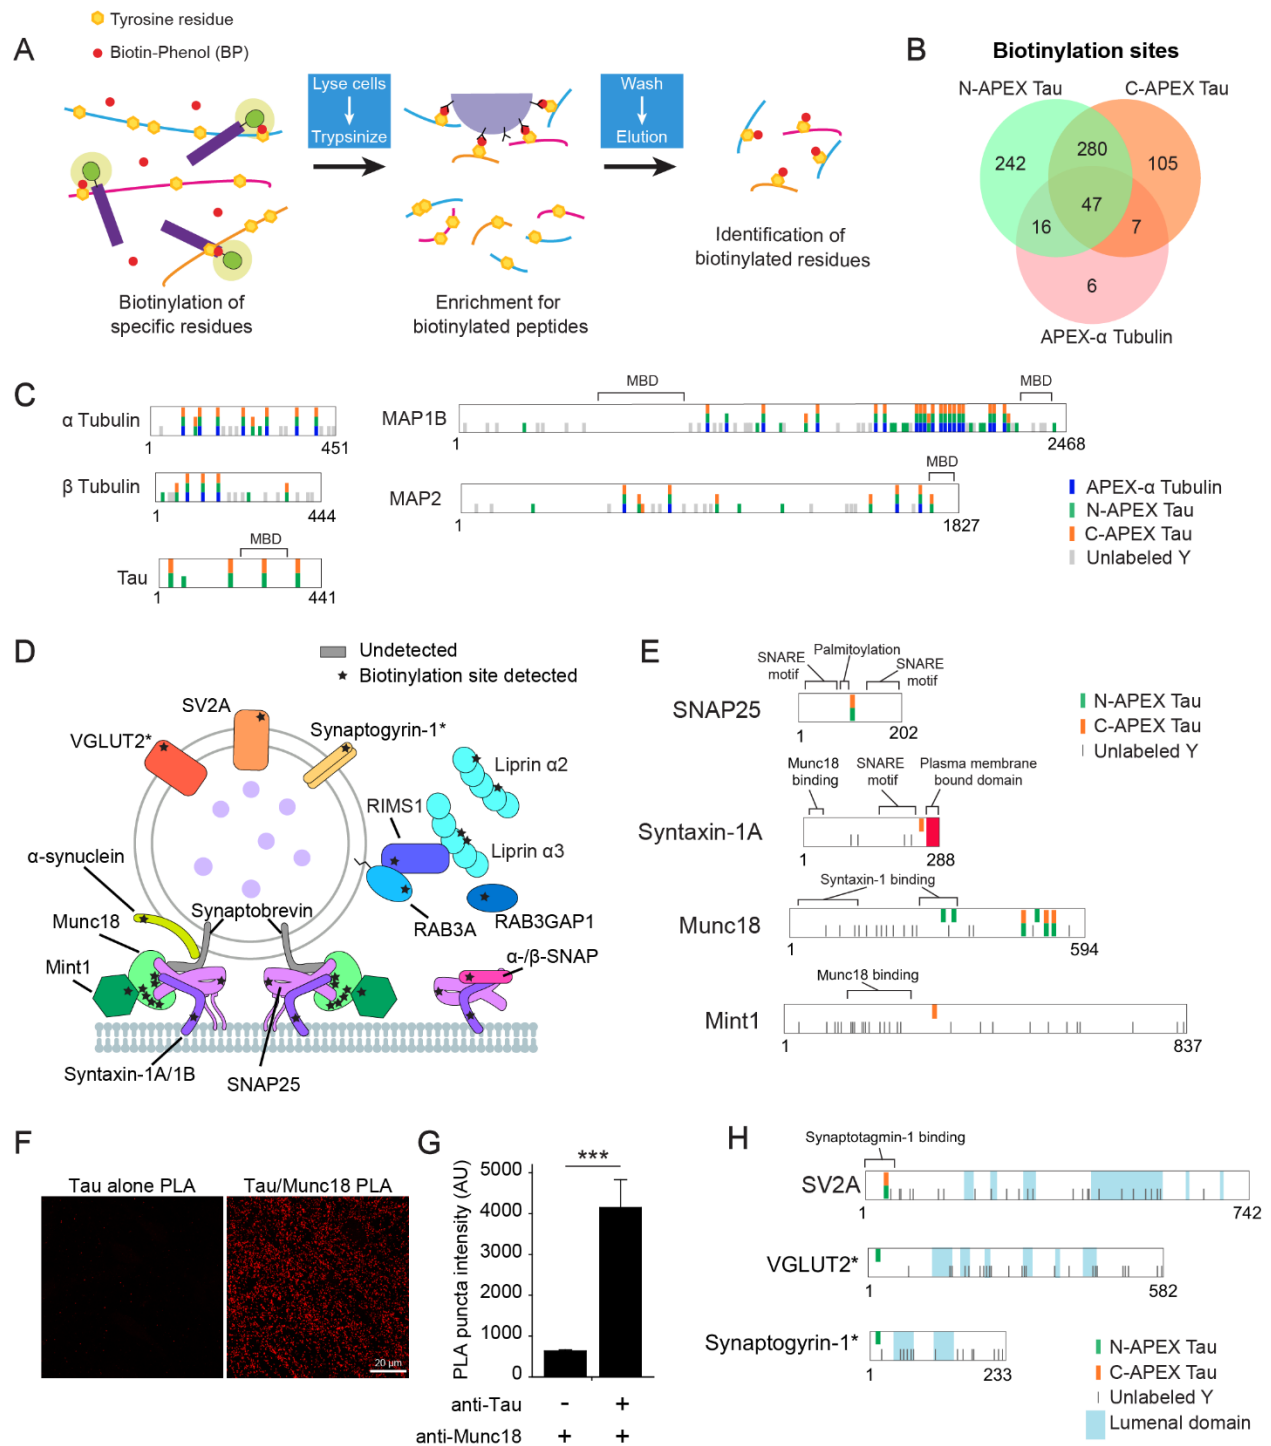 Tyrosine residue
Biotin-Phenol (BP)
A
Lyse cells
Trypsinize
Wash
Elution
Biotinylation of
specific residues
Enrichment for
biotinylated peptides
Identification of
biotinylated residues
B
Biotinylation sites
N-APEX Tau
C-APEX Tau
242
280
105
47
16
7
6
APEX-α Tubulin
C
α Tubulin
1
451
β Tubulin
1
444
Tau
MBD
1
441
MAP1B
MBD
MBD
1
2468
MAP2
MBD
1
1827
APEX-α Tubulin
N-APEX Tau
C-APEX Tau
Unlabeled Y
D
Undetected
Biotinylation site detected
SV2A
VGLUT2*
Synaptogyrin-1*
Liprin α2
RIMS1
Liprin α3
α-synuclein
Synaptobrevin
RAB3A
RAB3GAP1
Munc18
Mint1
α-/β-SNAP
Syntaxin-1A/1B
SNAP25
E
SNARE
motif
Palmitoylation
SNARE
motif
SNAP25
1
202
N-APEX Tau
C-APEX Tau
Unlabeled Y
Munc18
binding
SNARE
motif
Plasma membrane
bound domain
Syntaxin-1A
1
288
Syntaxin-1 binding
Munc18
1
594
Munc18 binding
Mint1
1
837
F
Tau alone PLA
Tau/Munc18 PLA
20 µm
G
PLA puncta intensity (AU)
***
5000
4000
3000
2000
1000
0
anti-Tau - +
anti-Munc18 + +
H
Synaptotagmin-1 binding
SV2A
1
742
VGLUT2*
1
582
Synaptogyrin-1*
1
233
N-APEX Tau
C-APEX Tau
Unlabeled Y
Lumenal domain